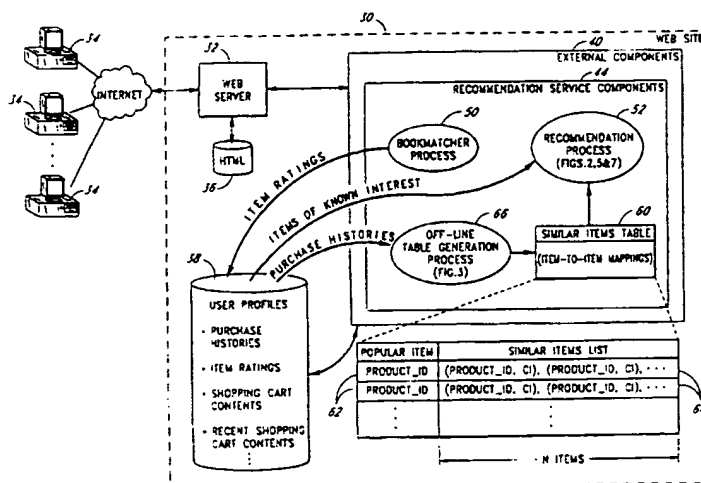 30
WEB SITE
34
32
40
EXTERNAL COMPONENTS
44
RECOMMENDATION SERVICE COMPONENTS
34
INTERNET
WEB
SERVER
50
52
BOOKMATCHER
PROCESS
RECOMMENDATION
PROCESS
(FIGS.2,5&7)
HTML
36
34
ITEM RATINGS
ITEMS OF KNOWN INTEREST
PURCHASE HISTORIES
66
60
OFF-LINE
TABLE GENERATION
PROCESS
(FIG.3)
SIMILAR ITEMS TABLE
(ITEM-TO-ITEM MAPPINGS)
38
USER PROFILES
• PURCHASE
HISTORIES
• ITEM RATINGS
• SHOPPING CART
CONTENTS
• RECENT SHOPPING
CART CONTENTS
POPULAR ITEM SIMILAR ITEMS LIST
PRODUCT_ID (PRODUCT_ID, CI), (PRODUCT_ID, CI), ...
PRODUCT_ID (PRODUCT_ID, CI), (PRODUCT_ID, CI), ...
62
N ITEMS